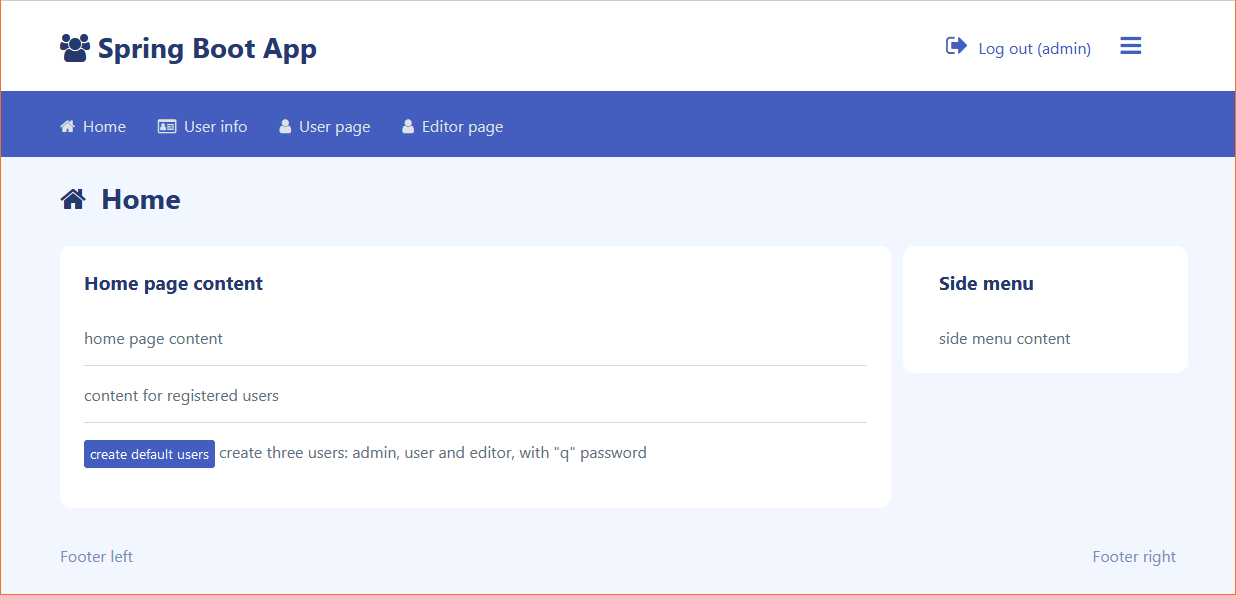 Spring Boot App
Log out (admin)
Home User info User page Editor page
Home
Home page content
home page content
content for registered users
create default users create three users: admin, user and editor, with "q" password
Side menu
side menu content
Footer left
Footer right